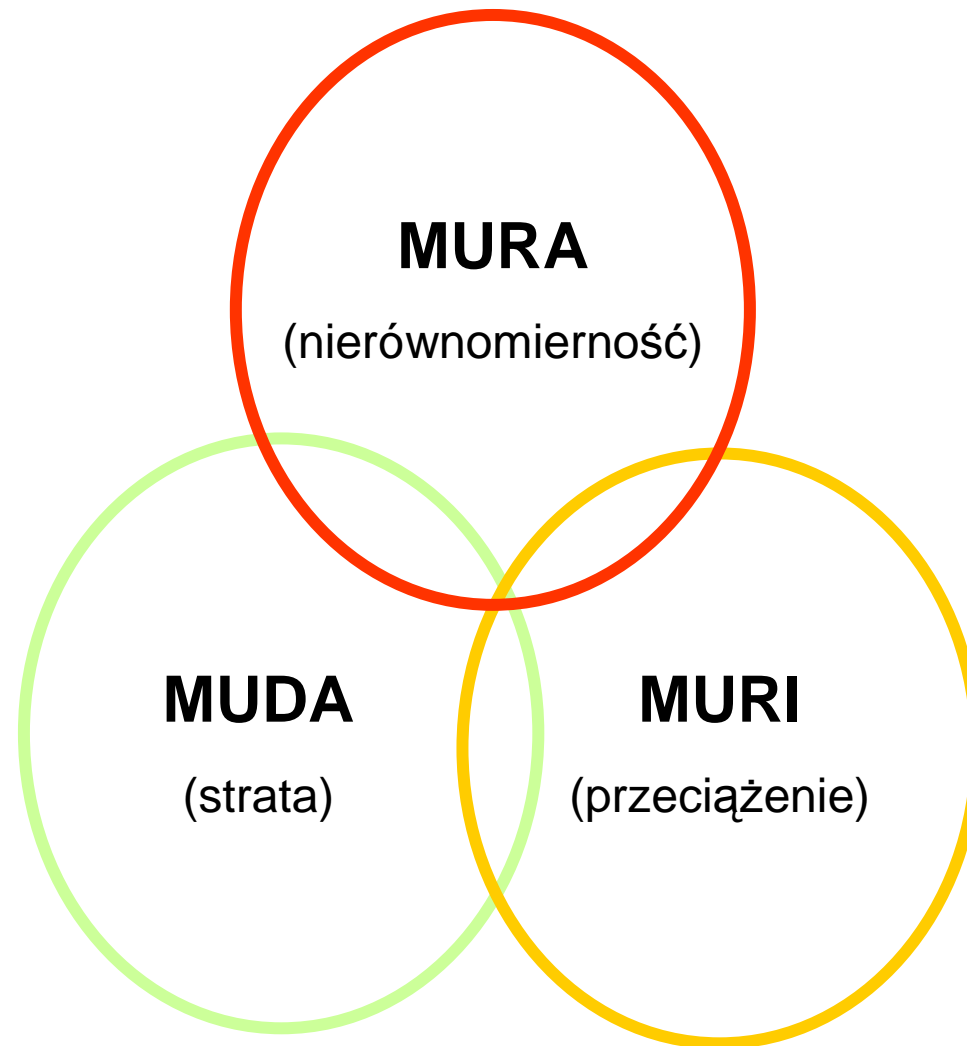 MURA
(nierównomierność)
MUDA
(strata)
MURI
(przeciążenie)